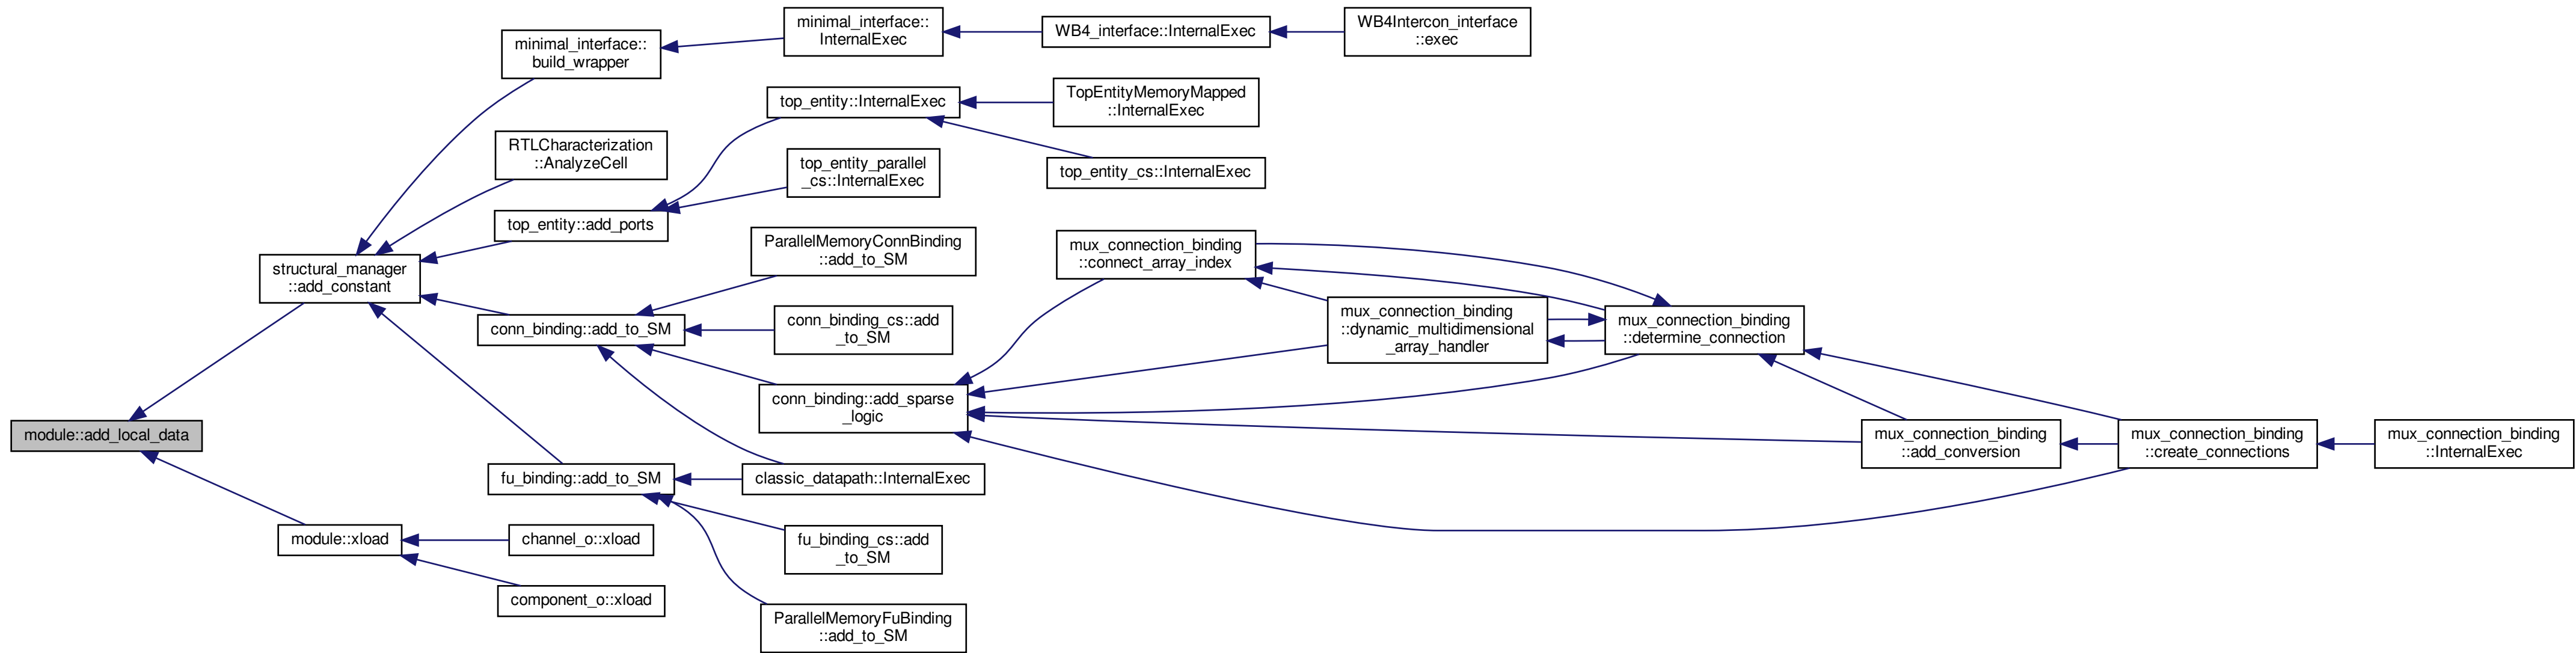 module::add_local_data
structural_manager
::add_constant
module::xload
minimal_interface::
build_wrapper
RTLCharacterization
::AnalyzeCell
top_entity::add_ports
conn_binding::add_to_SM
fu_binding::add_to_SM
channel_o::xload
component_o::xload
minimal_interface::
InternalExec
top_entity::InternalExec
top_entity_parallel
_cs::InternalExec
ParallelMemoryConnBinding
::add_to_SM
conn_binding_cs::add
_to_SM
conn_binding::add_sparse
_logic
classic_datapath::InternalExec
fu_binding_cs::add
_to_SM
ParallelMemoryFuBinding
::add_to_SM
WB4_interface::InternalExec
TopEntityMemoryMapped
::InternalExec
top_entity_cs::InternalExec
mux_connection_binding
::connect_array_index
WB4Intercon_interface
::exec
mux_connection_binding
::dynamic_multidimensional
_array_handler
mux_connection_binding
::determine_connection
mux_connection_binding
::add_conversion
mux_connection_binding
::create_connections
mux_connection_binding
::InternalExec